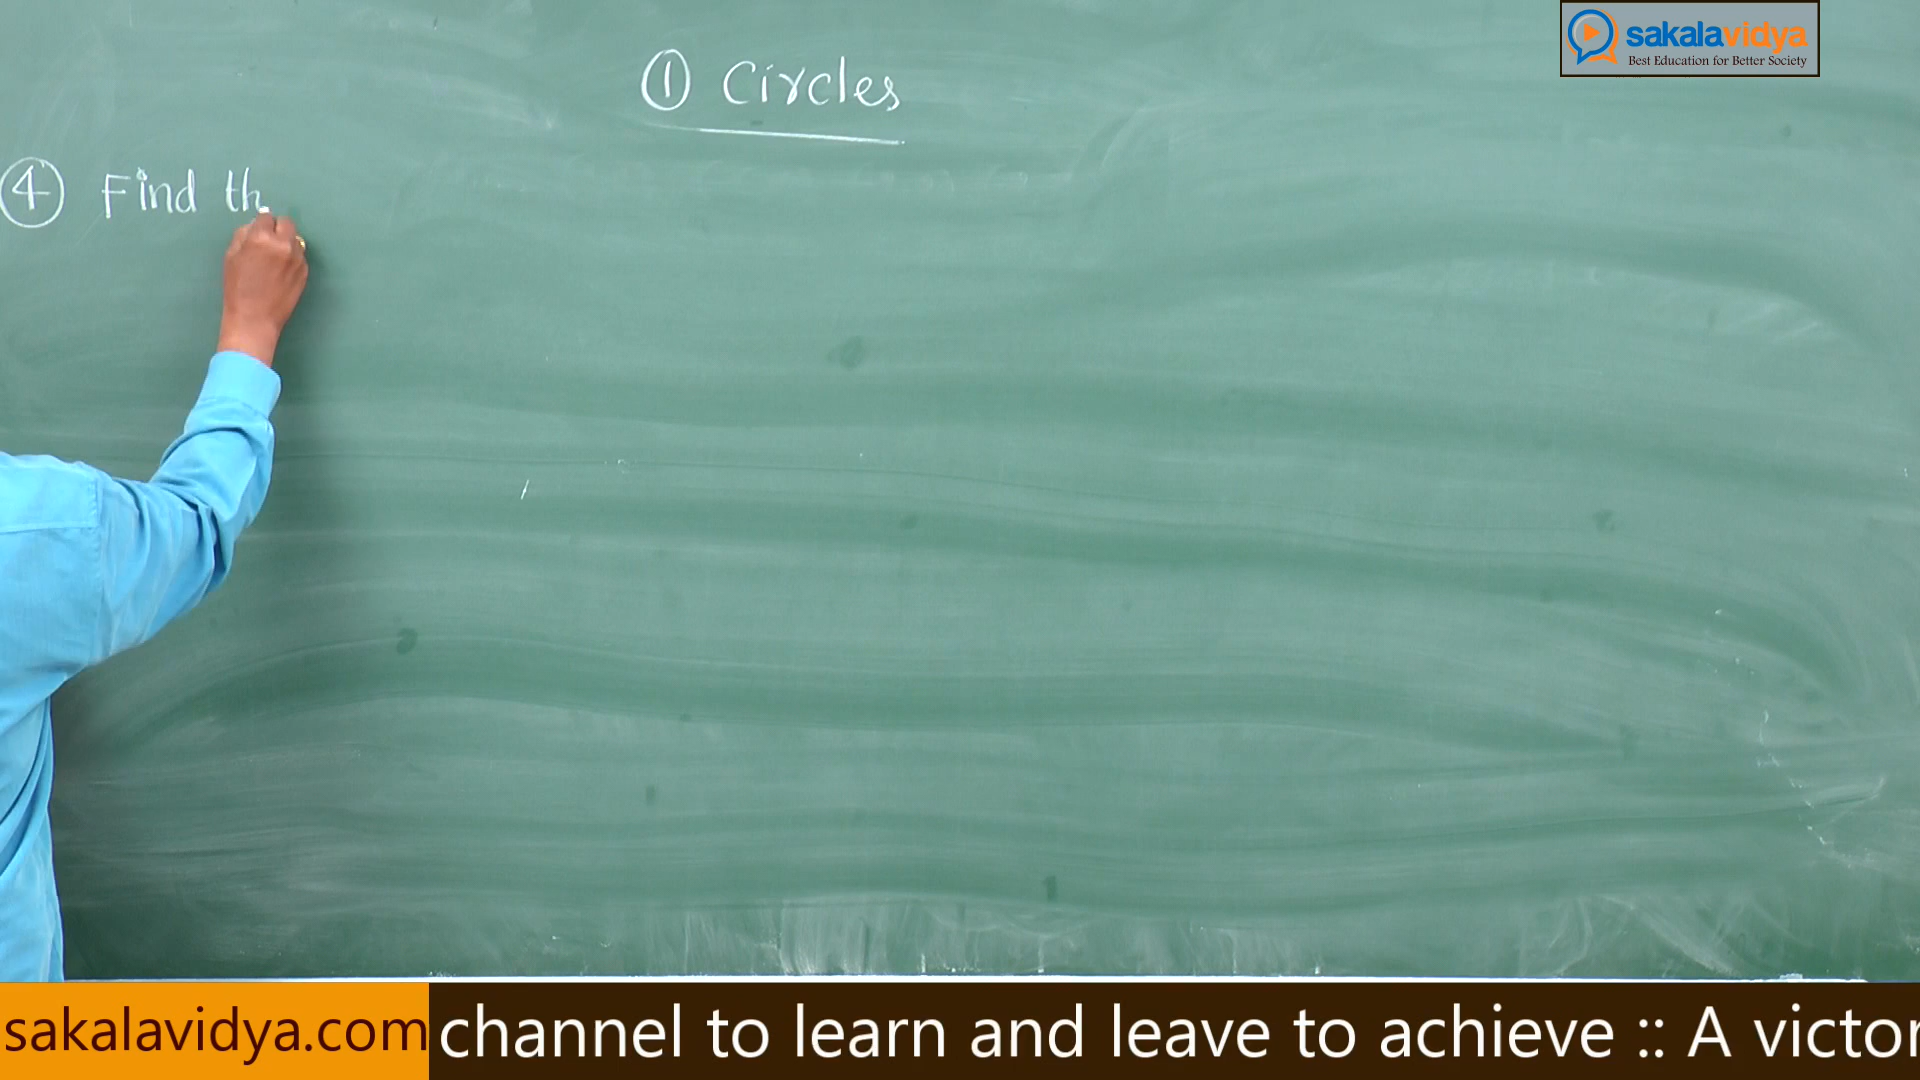 sakalavidya
Best Education for Better Society
① Circles
④ Find th
sakalavidya.com channel to learn and leave to achieve :: A victor